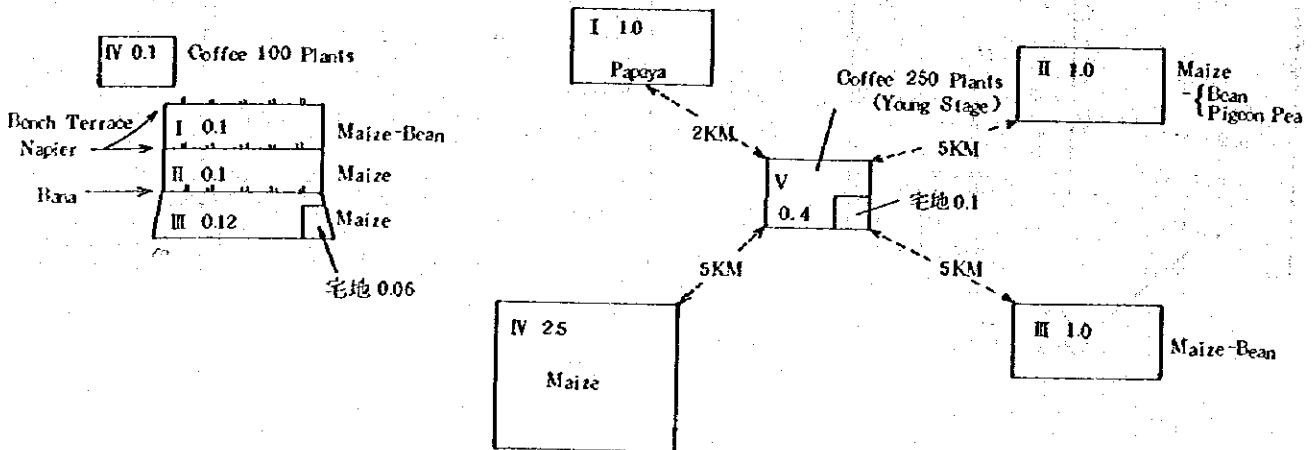 IV 0.1
Coffee 100 Plants
Bench Terrace
Napier
I 0.1
Maize-Bean
II 0.1
Maize
Bana
III 0.12
Maize
宅地 0.06
I 1.0
Papaya
2KM
Coffee 250 Plants
(Young Stage)
II 1.0
Maize
Bean
Pigeon Pea
5KM
V
0.4
宅地 0.1
5KM
5KM
IV 2.5
Maize
III 1.0
Maize-Bean